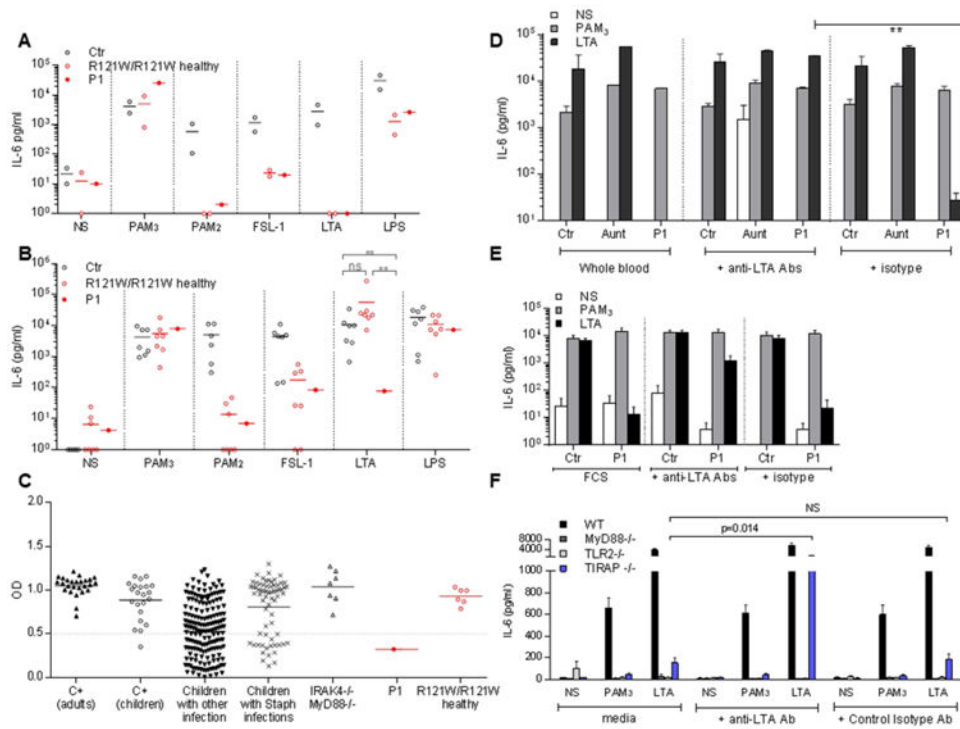 A
Ctr
R121W/R121W healthy
P1
IL-6 pg/ml
10⁵
10⁴
10³
10²
10¹
10⁰
NS PAM₃ PAM₂ FSL-1 LTA LPS
B
Ctr
R121W/R121W healthy
P1
IL-6 (pg/ml)
10⁶
10⁵
10⁴
10³
10²
10¹
10⁰
ns ** **
NS PAM₃ PAM₂ FSL-1 LTA LPS
C
OD
2.0
1.5
1.0
0.5
0.0
C+ (adults)
C+ (children)
Children with other infection
Children with Staph infections
IRAK4-/- MyD88-/-
P1
R121W/R121W healthy
D
NS
PAM₃
LTA
**
IL-6 (pg/ml)
10⁵
10⁴
10³
10²
10¹
Ctr Aunt P1 Ctr Aunt P1 Ctr Aunt P1
Whole blood + anti-LTA Abs + isotype
E
NS
PAM₃
LTA
IL-6 (pg/ml)
10⁵
10⁴
10³
10²
10¹
10⁰
Ctr P1 Ctr P1 Ctr P1
FCS + anti-LTA Abs + isotype
F
WT
MyD88-/-
TLR2-/-
TIRAP -/-
NS
p=0.014
IL-6 (pg/ml)
8000
4000
1000
800
600
400
200
0
NS PAM₃ LTA NS PAM₃ LTA NS PAM₃ LTA
media + anti-LTA Ab + Control Isotype Ab